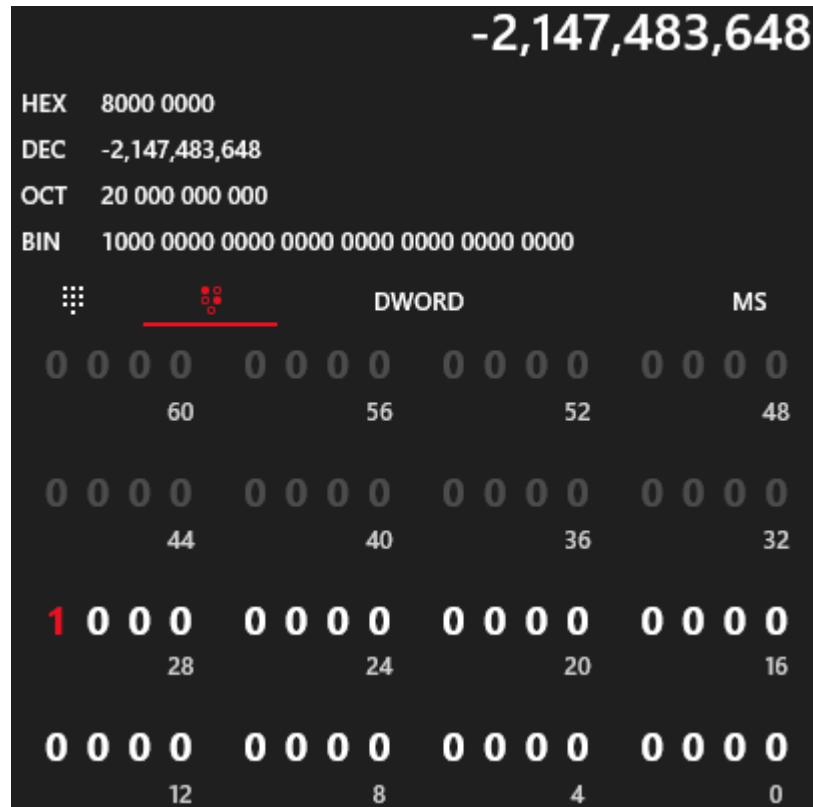 -2,147,483,648
HEX 8000 0000
DEC -2,147,483,648
OCT 20 000 000 000
BIN 1000 0000 0000 0000 0000 0000 0000 0000
DWORD MS
0 0 0 0 0 0 0 0 0 0 0 0 0 0 0 0
60 56 52 48
0 0 0 0 0 0 0 0 0 0 0 0 0 0 0 0
44 40 36 32
1 0 0 0 0 0 0 0 0 0 0 0 0 0 0 0
28 24 20 16
0 0 0 0 0 0 0 0 0 0 0 0 0 0 0 0
12 8 4 0